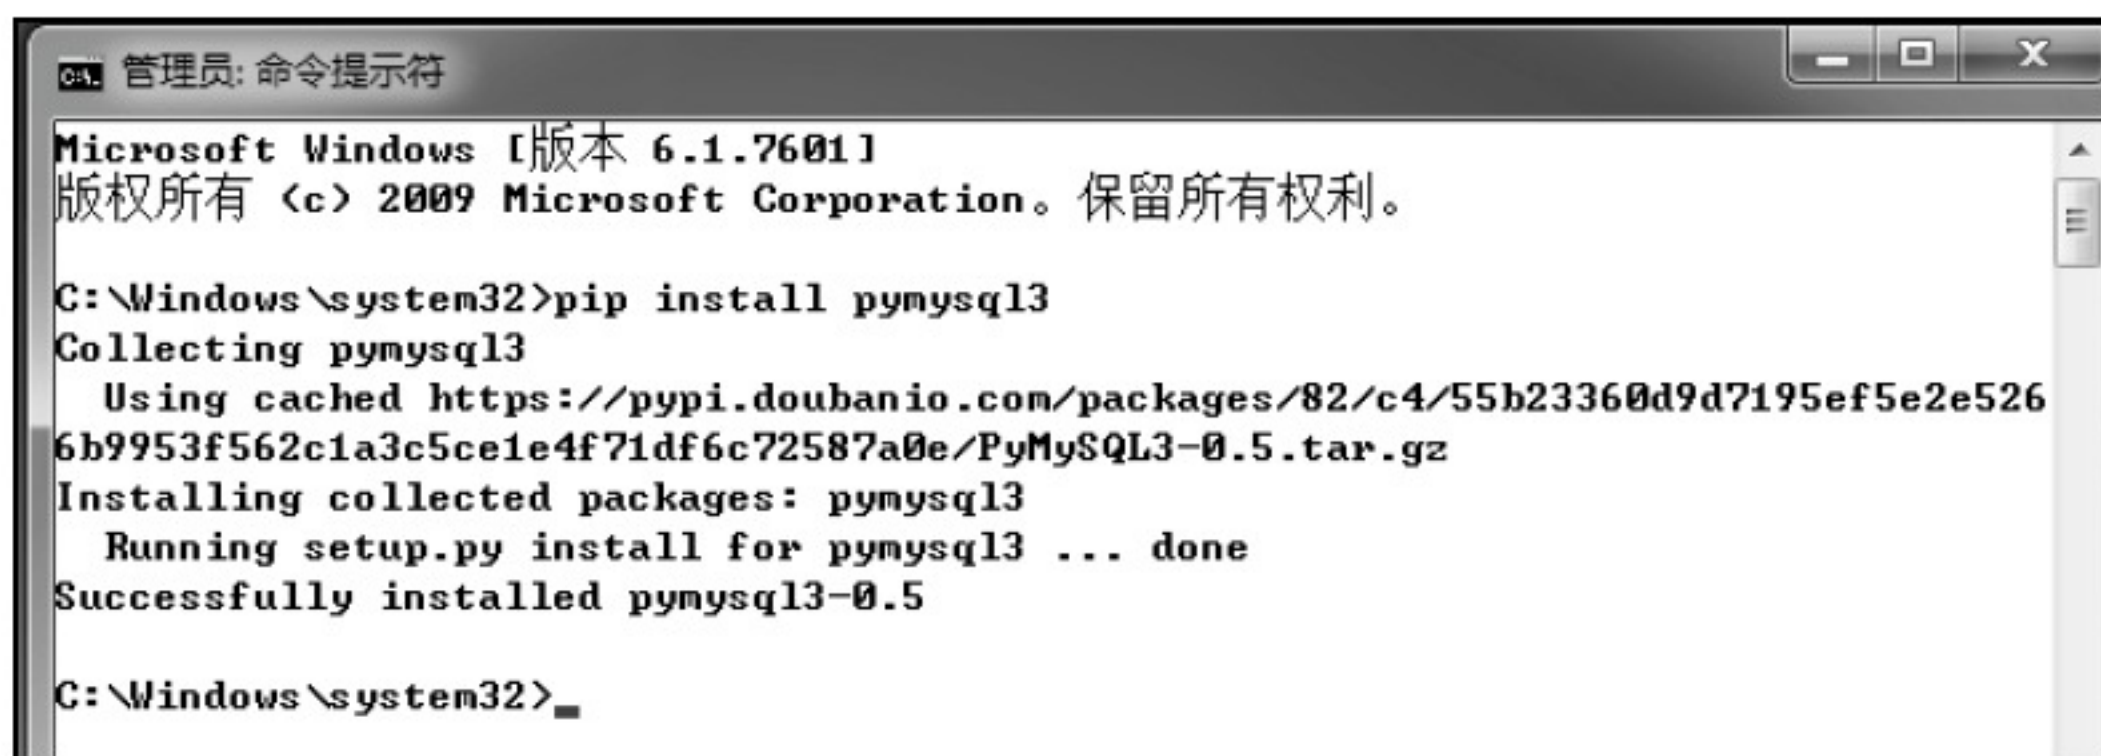 管理员: 命令提示符
Microsoft Windows [版本 6.1.7601]
版权所有 (c) 2009 Microsoft Corporation。保留所有权利。
C:\Windows\system32>pip install pymysql3
Collecting pymysql3
  Using cached https://pypi.doubanio.com/packages/82/c4/55b23360d9d7195ef5e2e526
6b9953f562c1a3c5ce1e4f71df6c72587a0e/PyMySQL3-0.5.tar.gz
Installing collected packages: pymysql3
  Running setup.py install for pymysql3 ... done
Successfully installed pymysql3-0.5
C:\Windows\system32>_